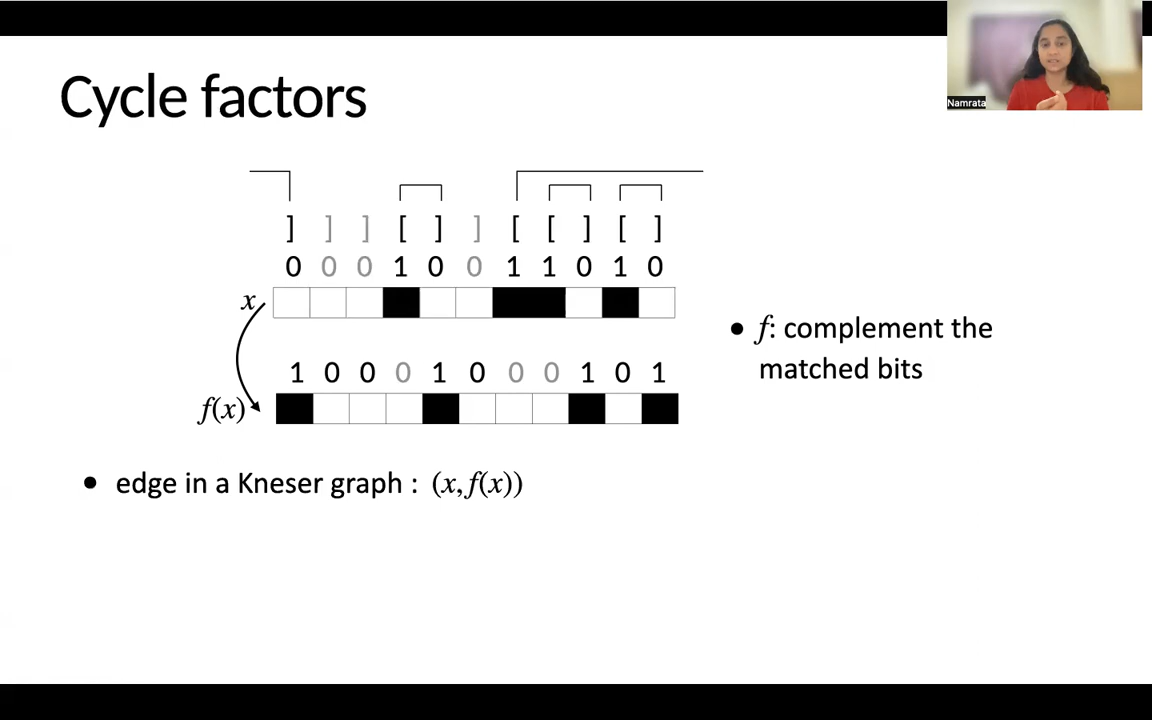 Namrata
Cycle factors
] ] ] [ ] ] [ [ ] [ ]
0 0 0 1 0 0 1 1 0 1 0
x
1 0 0 0 1 0 0 0 1 0 1
f(x)
• f: complement the
matched bits
• edge in a Kneser graph : (x, f(x))